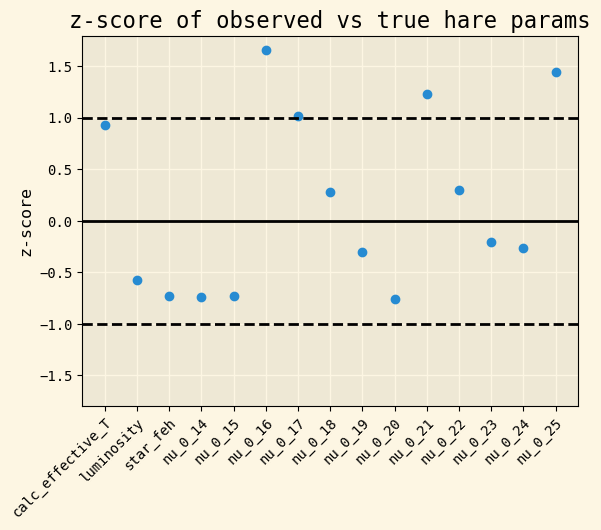 z-score of observed vs true hare params
z-score
1.5
1.0
0.5
0.0
−0.5
−1.0
−1.5
calc_effective_T
luminosity
star_feh
nu_0_14
nu_0_15
nu_0_16
nu_0_17
nu_0_18
nu_0_19
nu_0_20
nu_0_21
nu_0_22
nu_0_23
nu_0_24
nu_0_25